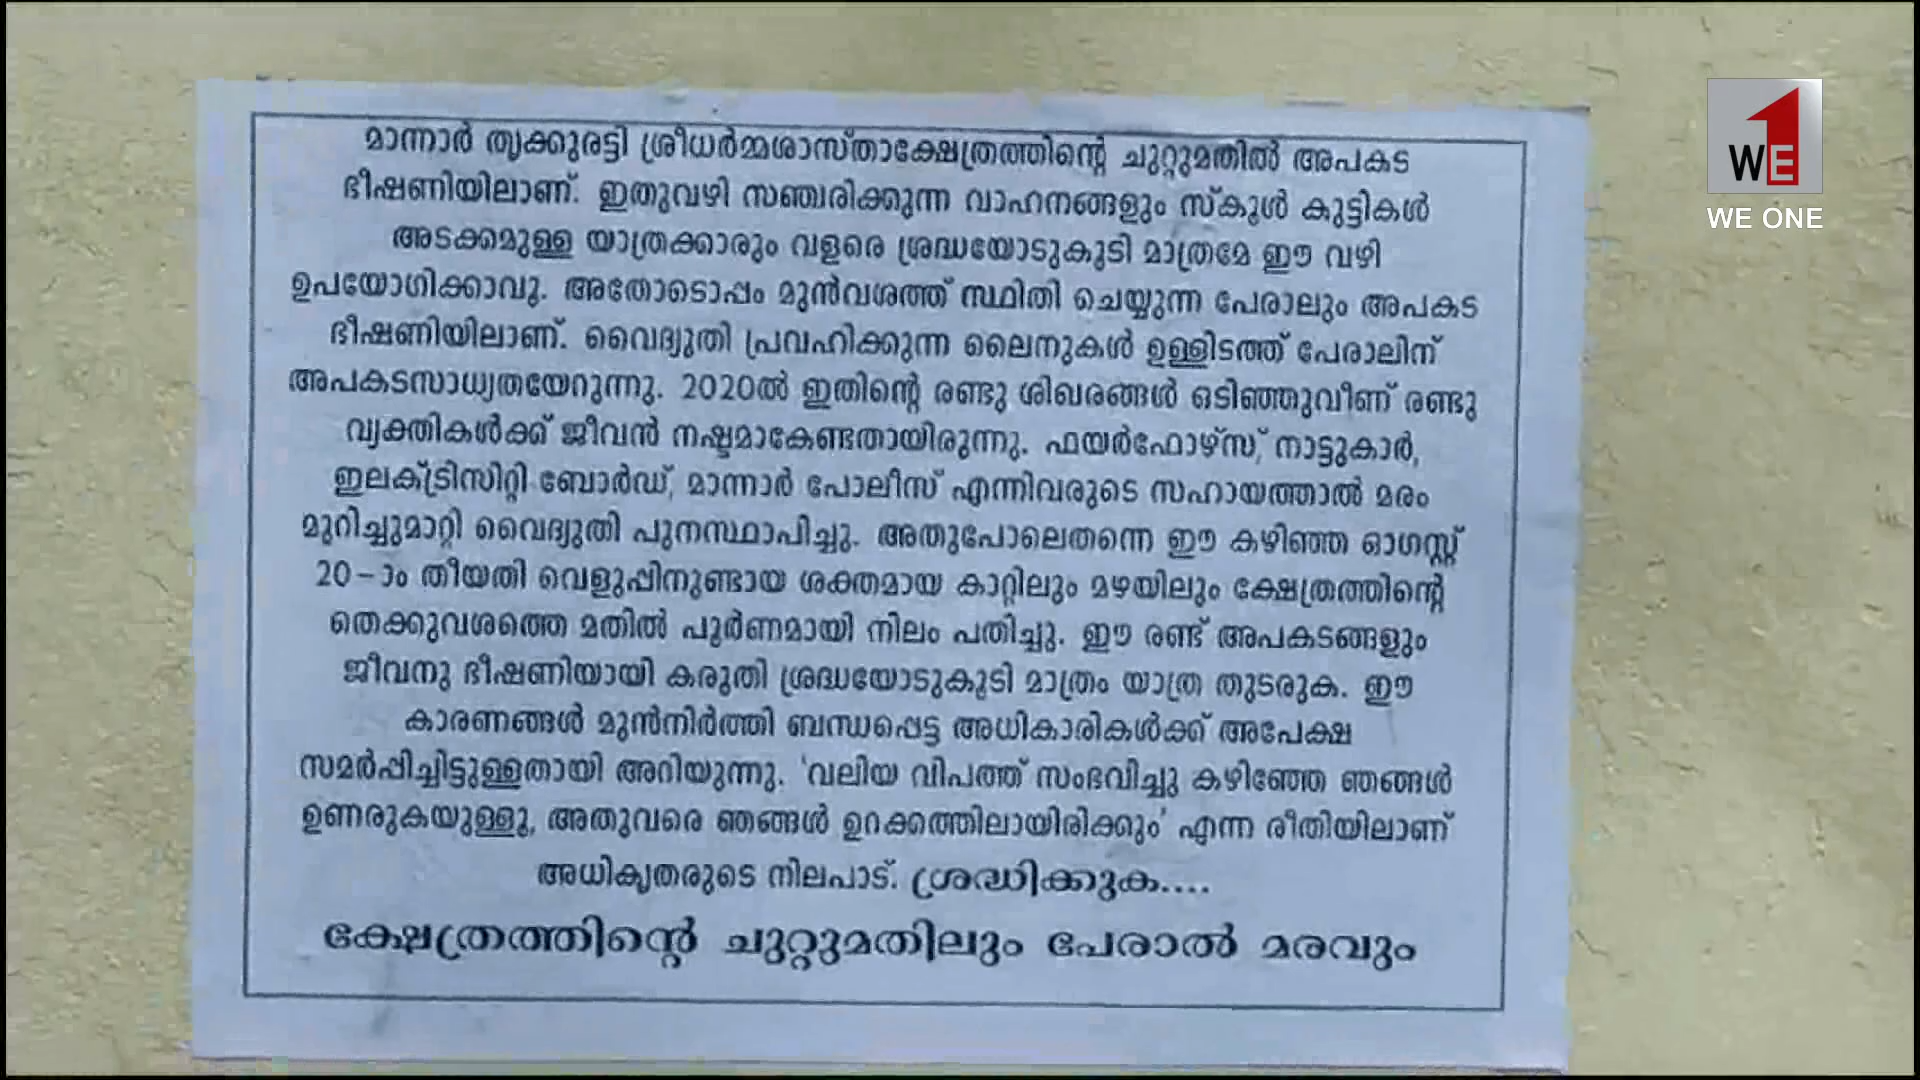 മാന്നാർ തൃക്കുരട്ടി ശ്രീധർമ്മശാസ്താക്ഷേത്രത്തിന്റെ ചുറ്റുമതിൽ അപകട
ഭീഷണിയിലാണ്. ഇതുവഴി സഞ്ചരിക്കുന്ന വാഹനങ്ങളും സ്കൂൾ കുട്ടികൾ
അടക്കമുള്ള യാത്രക്കാരും വളരെ ശ്രദ്ധയോടുകൂടി മാത്രമേ ഈ വഴി
ഉപയോഗിക്കാവൂ. അതോടൊപ്പം മുൻവശത്ത് സ്ഥിതി ചെയ്യുന്ന പേരാലും അപകട
ഭീഷണിയിലാണ്. വൈദ്യുതി പ്രവഹിക്കുന്ന ലൈനുകൾ ഉള്ളിടത്ത് പേരാലിന്
അപകടസാധ്യതയേറുന്നു. 2020ൽ ഇതിന്റെ രണ്ടു ശിഖരങ്ങൾ ഒടിഞ്ഞുവീണ് രണ്ടു
വ്യക്തികൾക്ക് ജീവൻ നഷ്ടമാകേണ്ടതായിരുന്നു. ഫയർഫോഴ്സ്, നാട്ടുകാർ,
ഇലക്ട്രിസിറ്റി ബോർഡ്, മാന്നാർ പോലീസ് എന്നിവരുടെ സഹായത്താൽ മരം
മുറിച്ചുമാറ്റി വൈദ്യുതി പുനസ്ഥാപിച്ചു. അതുപോലെതന്നെ ഈ കഴിഞ്ഞ ഓഗസ്റ്റ്
20-ാം തീയതി വെളുപ്പിനുണ്ടായ ശക്തമായ കാറ്റിലും മഴയിലും ക്ഷേത്രത്തിന്റെ
തെക്കുവശത്തെ മതിൽ പൂർണമായി നിലം പതിച്ചു. ഈ രണ്ട് അപകടങ്ങളും
ജീവനു ഭീഷണിയായി കരുതി ശ്രദ്ധയോടുകൂടി മാത്രം യാത്ര തുടരുക. ഈ
കാരണങ്ങൾ മുൻനിർത്തി ബന്ധപ്പെട്ട അധികാരികൾക്ക് അപേക്ഷ
സമർപ്പിച്ചിട്ടുള്ളതായി അറിയുന്നു. 'വലിയ വിപത്ത് സംഭവിച്ചു കഴിഞ്ഞേ ഞങ്ങൾ
ഉണരുകയുള്ളൂ, അതുവരെ ഞങ്ങൾ ഉറക്കത്തിലായിരിക്കും' എന്ന രീതിയിലാണ്
അധികൃതരുടെ നിലപാട്. ശ്രദ്ധിക്കുക....
ക്ഷേത്രത്തിന്റെ ചുറ്റുമതിലും പേരാൽ മരവും
WE1
WE ONE